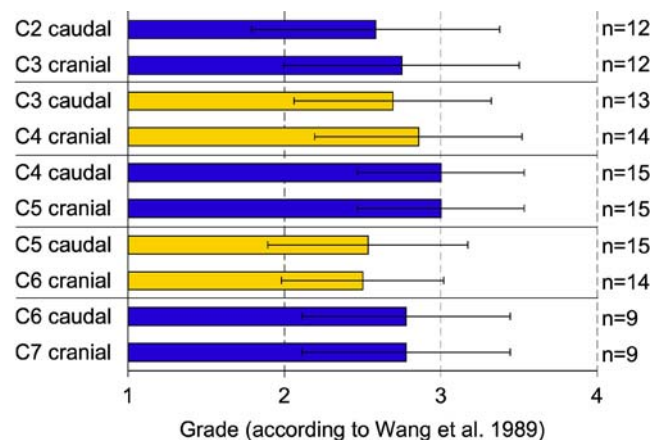 C2 caudal n=12
C3 cranial n=12
C3 caudal n=13
C4 cranial n=14
C4 caudal n=15
C5 cranial n=15
C5 caudal n=15
C6 cranial n=14
C6 caudal n=9
C7 cranial n=9
1 2 3 4
Grade (according to Wang et al. 1989)